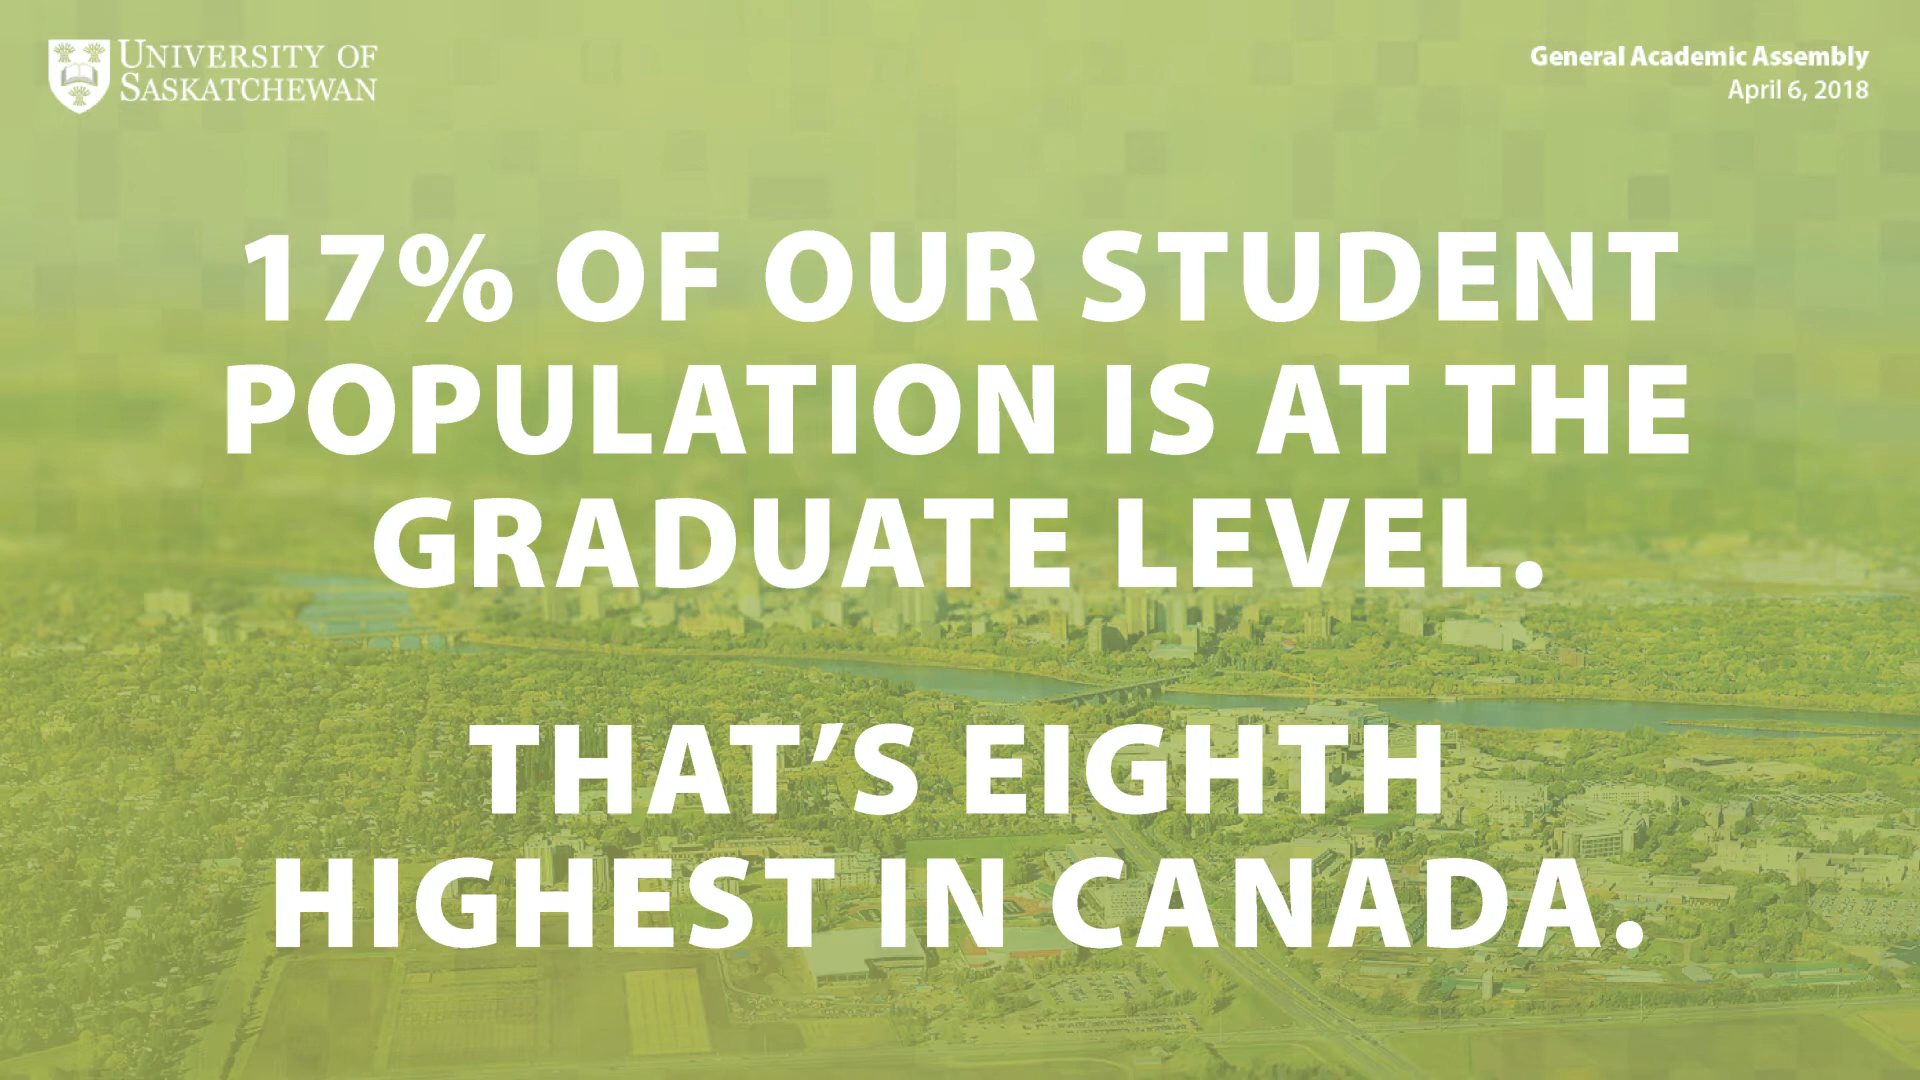 UNIVERSITY OF
SASKATCHEWAN
General Academic Assembly
April 6, 2018
17% OF OUR STUDENT
POPULATION IS AT THE
GRADUATE LEVEL.
THAT’S EIGHTH
HIGHEST IN CANADA.